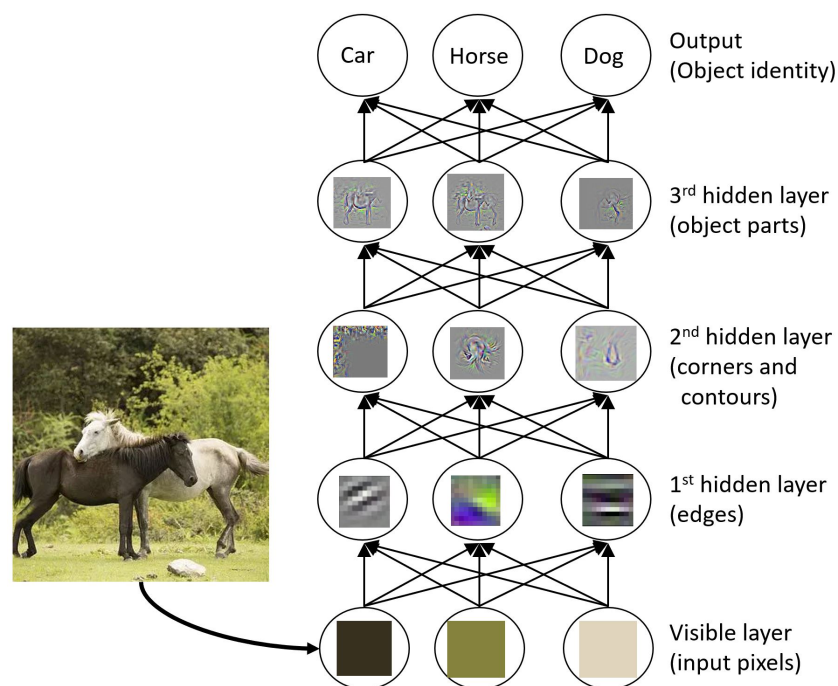 Car
Horse
Dog
Output
(Object identity)
3rd hidden layer
(object parts)
2nd hidden layer
(corners and
contours)
1st hidden layer
(edges)
Visible layer
(input pixels)